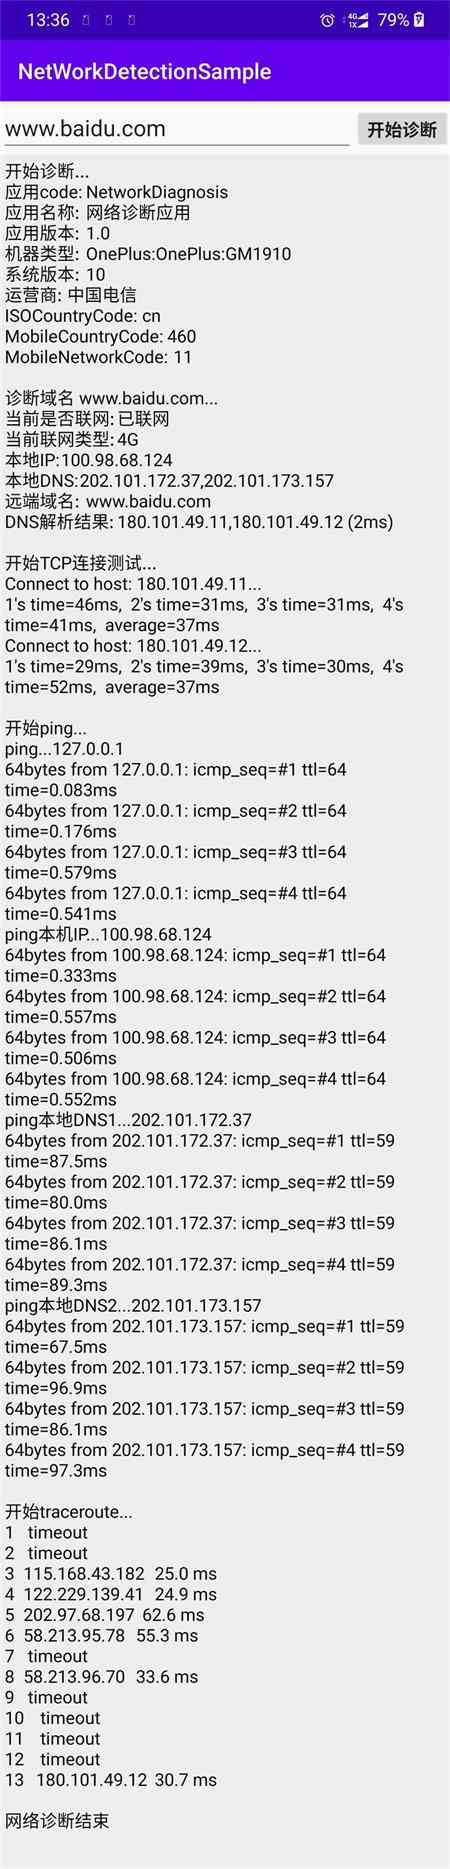 13:36
4G
1X
79%
NetWorkDetectionSample
www.baidu.com
开始诊断
开始诊断...
应用code: NetworkDiagnosis
应用名称: 网络诊断应用
应用版本: 1.0
机器类型: OnePlus:OnePlus:GM1910
系统版本: 10
运营商: 中国电信
ISOCountryCode: cn
MobileCountryCode: 460
MobileNetworkCode: 11
诊断域名 www.baidu.com...
当前是否联网: 已联网
当前联网类型: 4G
本地IP:100.98.68.124
本地DNS:202.101.172.37,202.101.173.157
远端域名: www.baidu.com
DNS解析结果: 180.101.49.11,180.101.49.12 (2ms)
开始TCP连接测试...
Connect to host: 180.101.49.11...
1's time=46ms, 2's time=31ms, 3's time=31ms, 4's
time=41ms, average=37ms
Connect to host: 180.101.49.12...
1's time=29ms, 2's time=39ms, 3's time=30ms, 4's
time=52ms, average=37ms
开始ping...
ping...127.0.0.1
64bytes from 127.0.0.1: icmp_seq=#1 ttl=64
time=0.083ms
64bytes from 127.0.0.1: icmp_seq=#2 ttl=64
time=0.176ms
64bytes from 127.0.0.1: icmp_seq=#3 ttl=64
time=0.579ms
64bytes from 127.0.0.1: icmp_seq=#4 ttl=64
time=0.541ms
ping本机IP...100.98.68.124
64bytes from 100.98.68.124: icmp_seq=#1 ttl=64
time=0.333ms
64bytes from 100.98.68.124: icmp_seq=#2 ttl=64
time=0.557ms
64bytes from 100.98.68.124: icmp_seq=#3 ttl=64
time=0.506ms
64bytes from 100.98.68.124: icmp_seq=#4 ttl=64
time=0.552ms
ping本地DNS1...202.101.172.37
64bytes from 202.101.172.37: icmp_seq=#1 ttl=59
time=87.5ms
64bytes from 202.101.172.37: icmp_seq=#2 ttl=59
time=80.0ms
64bytes from 202.101.172.37: icmp_seq=#3 ttl=59
time=86.1ms
64bytes from 202.101.172.37: icmp_seq=#4 ttl=59
time=89.3ms
ping本地DNS2...202.101.173.157
64bytes from 202.101.173.157: icmp_seq=#1 ttl=59
time=67.5ms
64bytes from 202.101.173.157: icmp_seq=#2 ttl=59
time=96.9ms
64bytes from 202.101.173.157: icmp_seq=#3 ttl=59
time=86.1ms
64bytes from 202.101.173.157: icmp_seq=#4 ttl=59
time=97.3ms
开始traceroute...
1 timeout
2 timeout
3 115.168.43.182 25.0 ms
4 122.229.139.41 24.9 ms
5 202.97.68.197 62.6 ms
6 58.213.95.78 55.3 ms
7 timeout
8 58.213.96.70 33.6 ms
9 timeout
10 timeout
11 timeout
12 timeout
13 180.101.49.12 30.7 ms
网络诊断结束